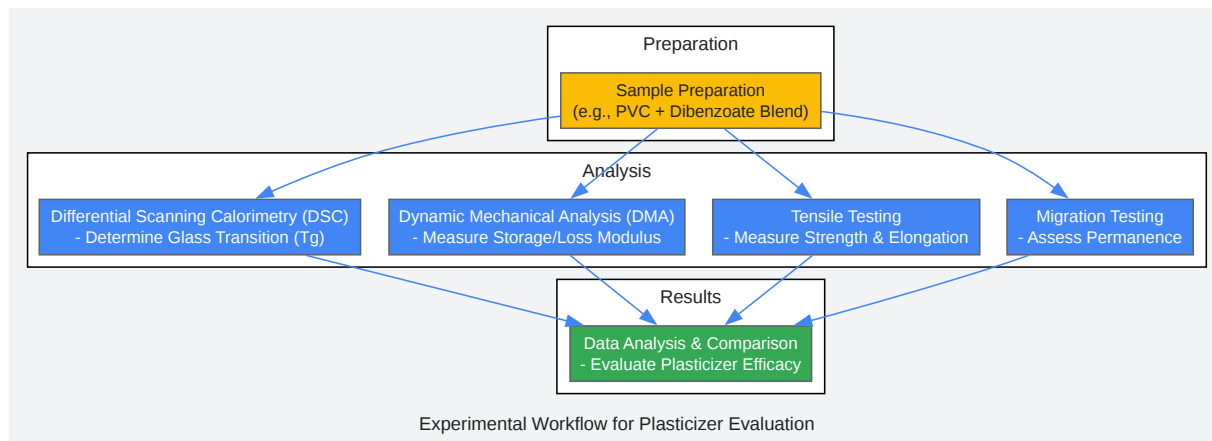 Preparation
Sample Preparation
(e.g., PVC + Dibenzoate Blend)
Analysis
Differential Scanning Calorimetry (DSC)
- Determine Glass Transition (Tg)
Dynamic Mechanical Analysis (DMA)
- Measure Storage/Loss Modulus
Tensile Testing
- Measure Strength & Elongation
Migration Testing
- Assess Permanence
Results
Data Analysis & Comparison
- Evaluate Plasticizer Efficacy
Experimental Workflow for Plasticizer Evaluation